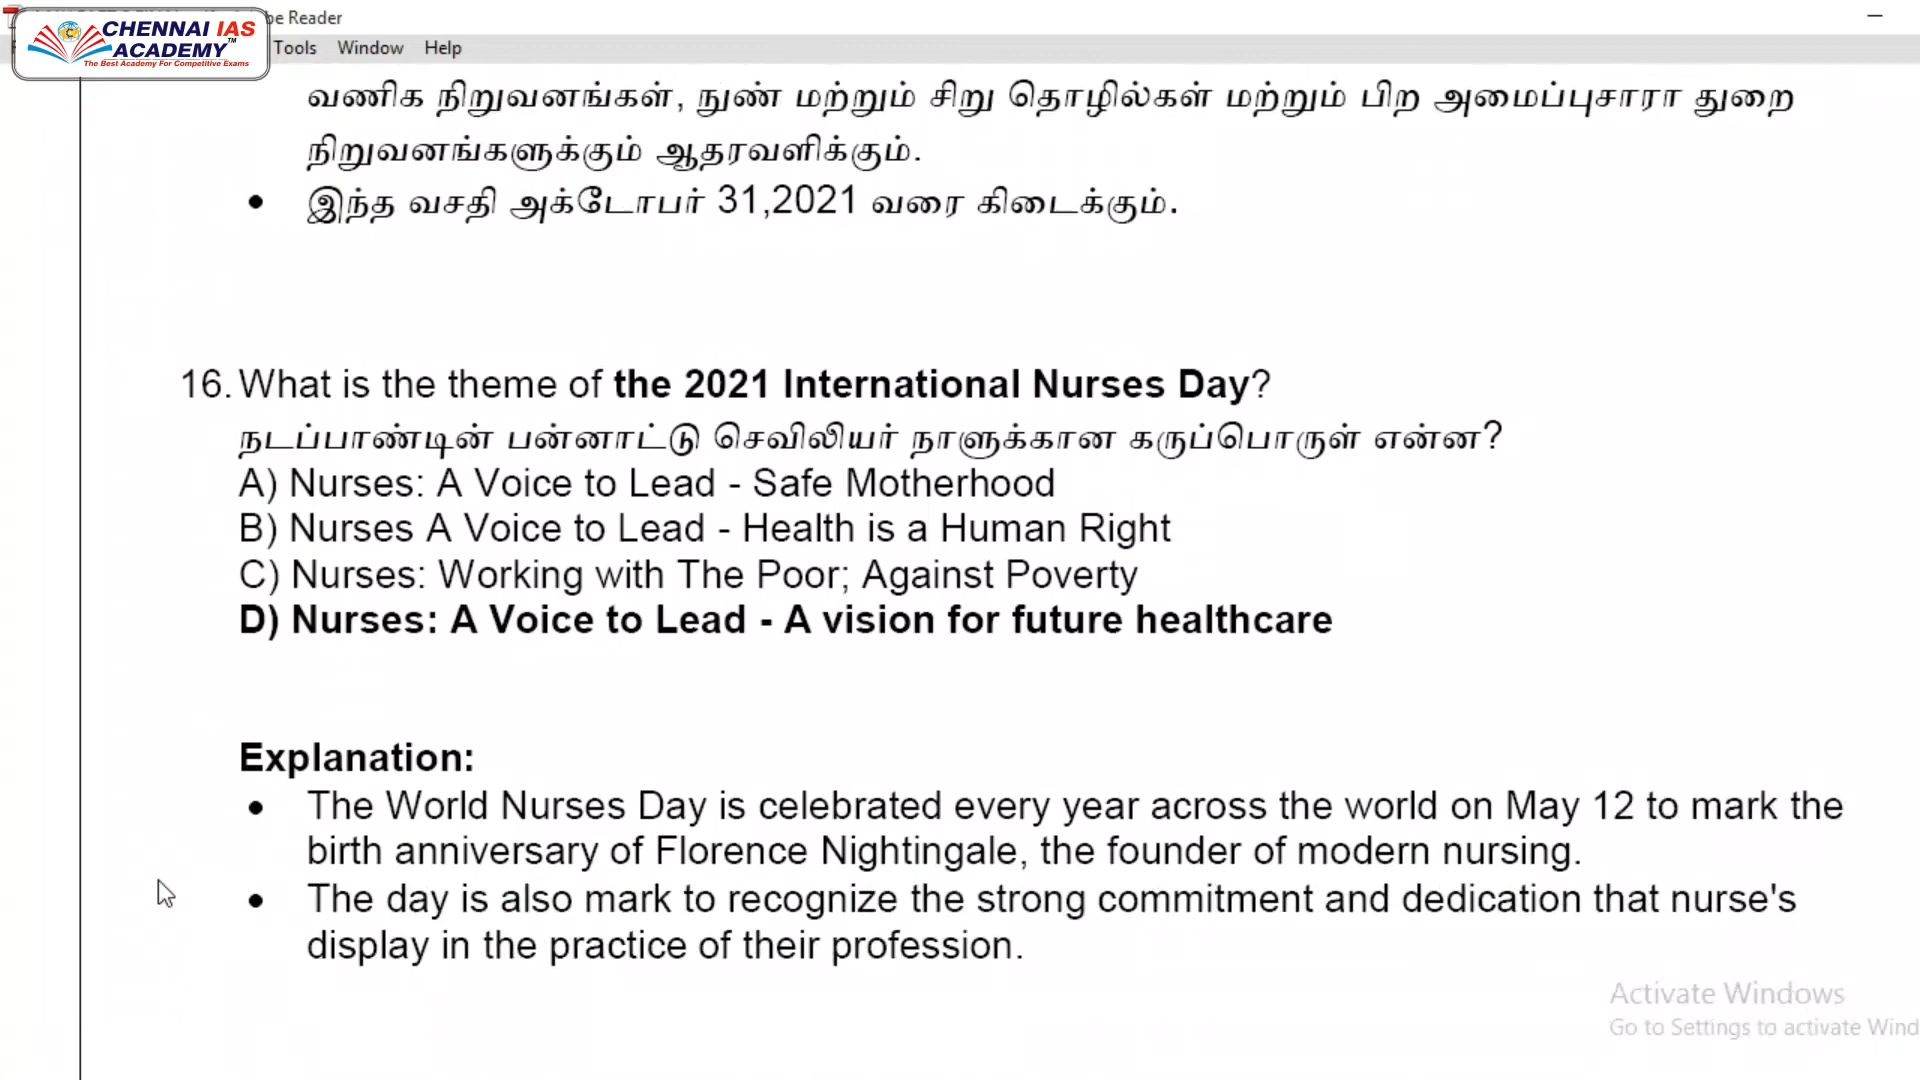 be Reader
CHENNAI IAS
ACADEMY™
The Best Academy For Competitive Exams
Tools Window Help
வணிக நிறுவனங்கள், நுண் மற்றும் சிறு தொழில்கள் மற்றும் பிற அமைப்புசாரா துறை
நிறுவனங்களுக்கும் ஆதரவளிக்கும்.
• இந்த வசதி அக்டோபர் 31,2021 வரை கிடைக்கும்.
16. What is the theme of the 2021 International Nurses Day?
நடப்பாண்டின் பன்னாட்டு செவிலியர் நாளுக்கான கருப்பொருள் என்ன?
A) Nurses: A Voice to Lead - Safe Motherhood
B) Nurses A Voice to Lead - Health is a Human Right
C) Nurses: Working with The Poor; Against Poverty
D) Nurses: A Voice to Lead - A vision for future healthcare
Explanation:
• The World Nurses Day is celebrated every year across the world on May 12 to mark the
birth anniversary of Florence Nightingale, the founder of modern nursing.
• The day is also mark to recognize the strong commitment and dedication that nurse's
display in the practice of their profession.
Activate Windows
Go to Settings to activate Wind